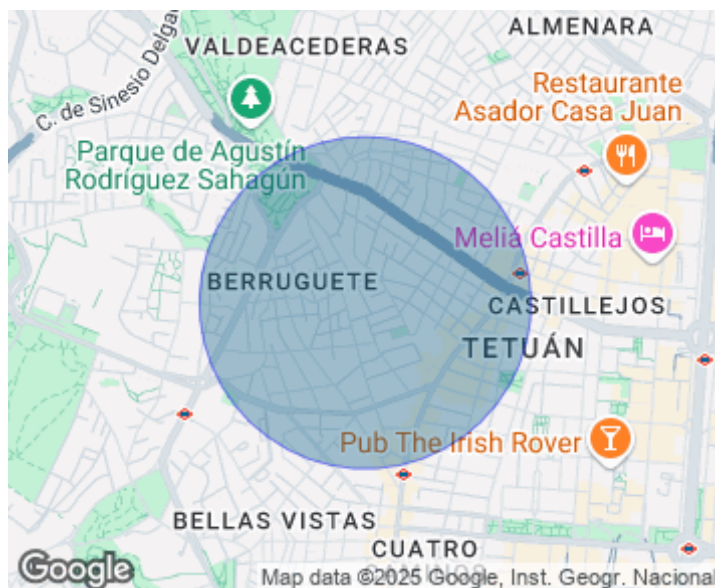 ALMENARA
VALDEACEDERAS
C. de Sinesio Delga
Restaurante
Asador Casa Juan
Parque de Agustín
Rodríguez Sahagún
Meliá Castilla
BERRUGUETE
CASTILLEJOS
TETUÁN
Pub The Irish Rover
BELLAS VISTAS
CUATRO
Google
Map data ©2025 Google, Inst. Geogr. Nacional